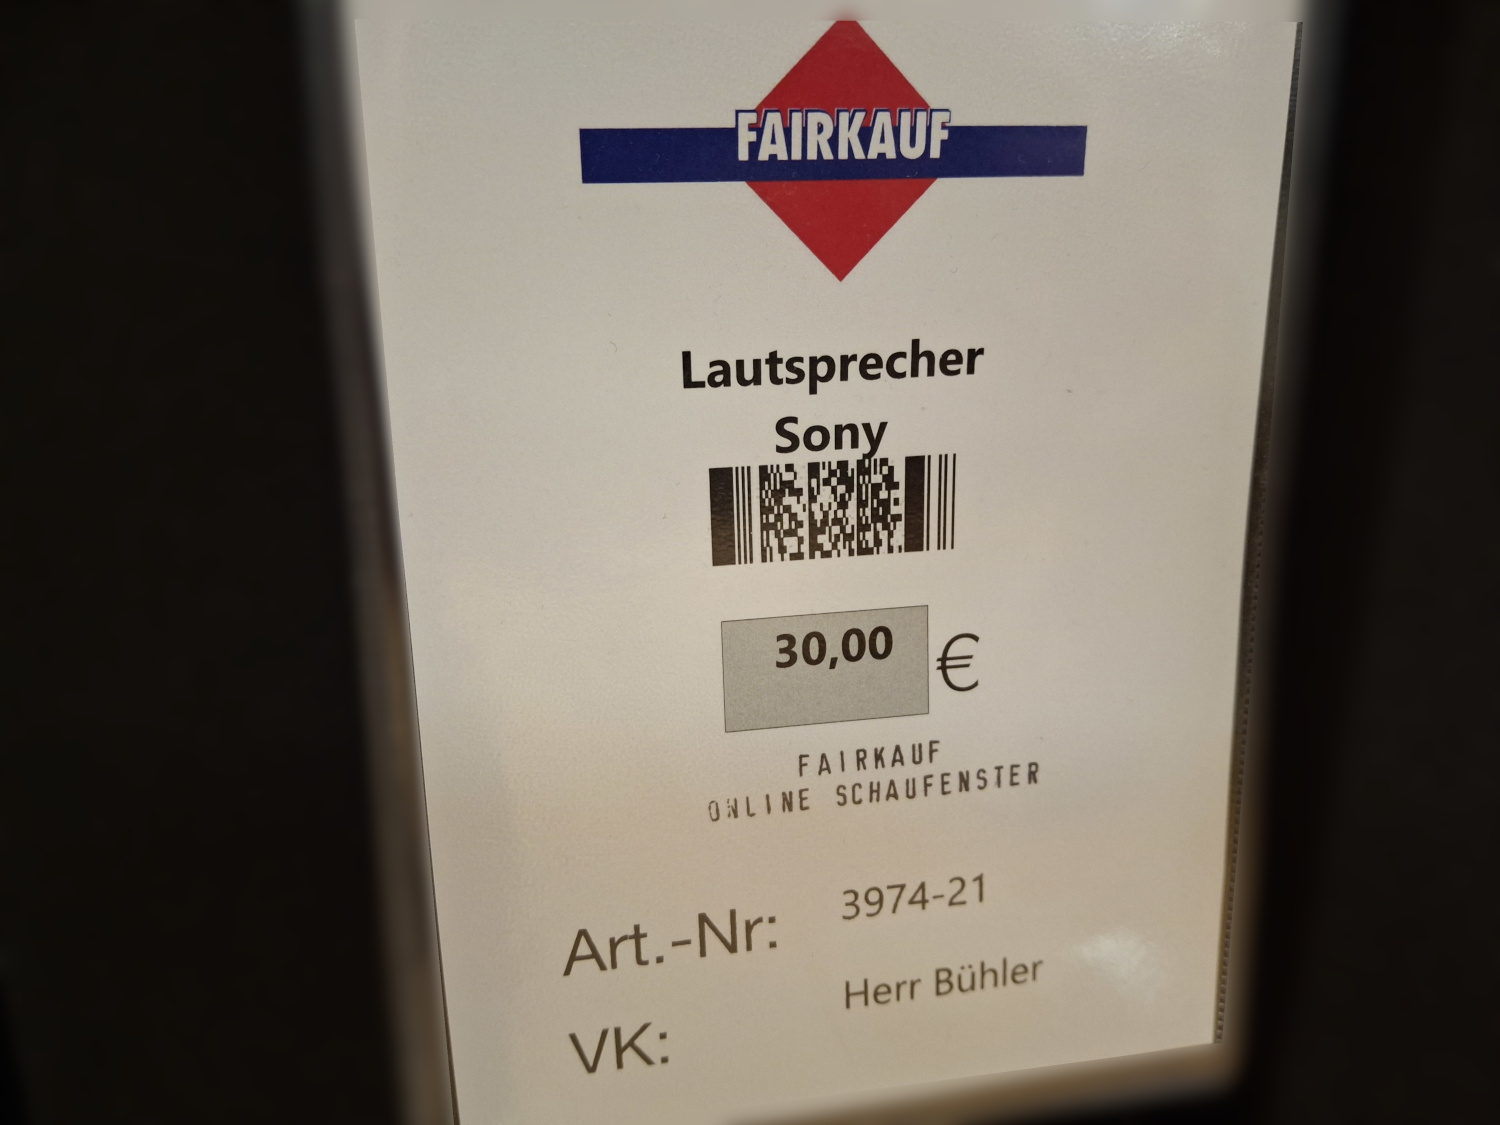 FAIRKAUF
Lautsprecher
Sony
30,00 €
FAIRKAUF
ONLINE SCHAUFENSTER
Art.-Nr: 3974-21
VK: Herr Bühler